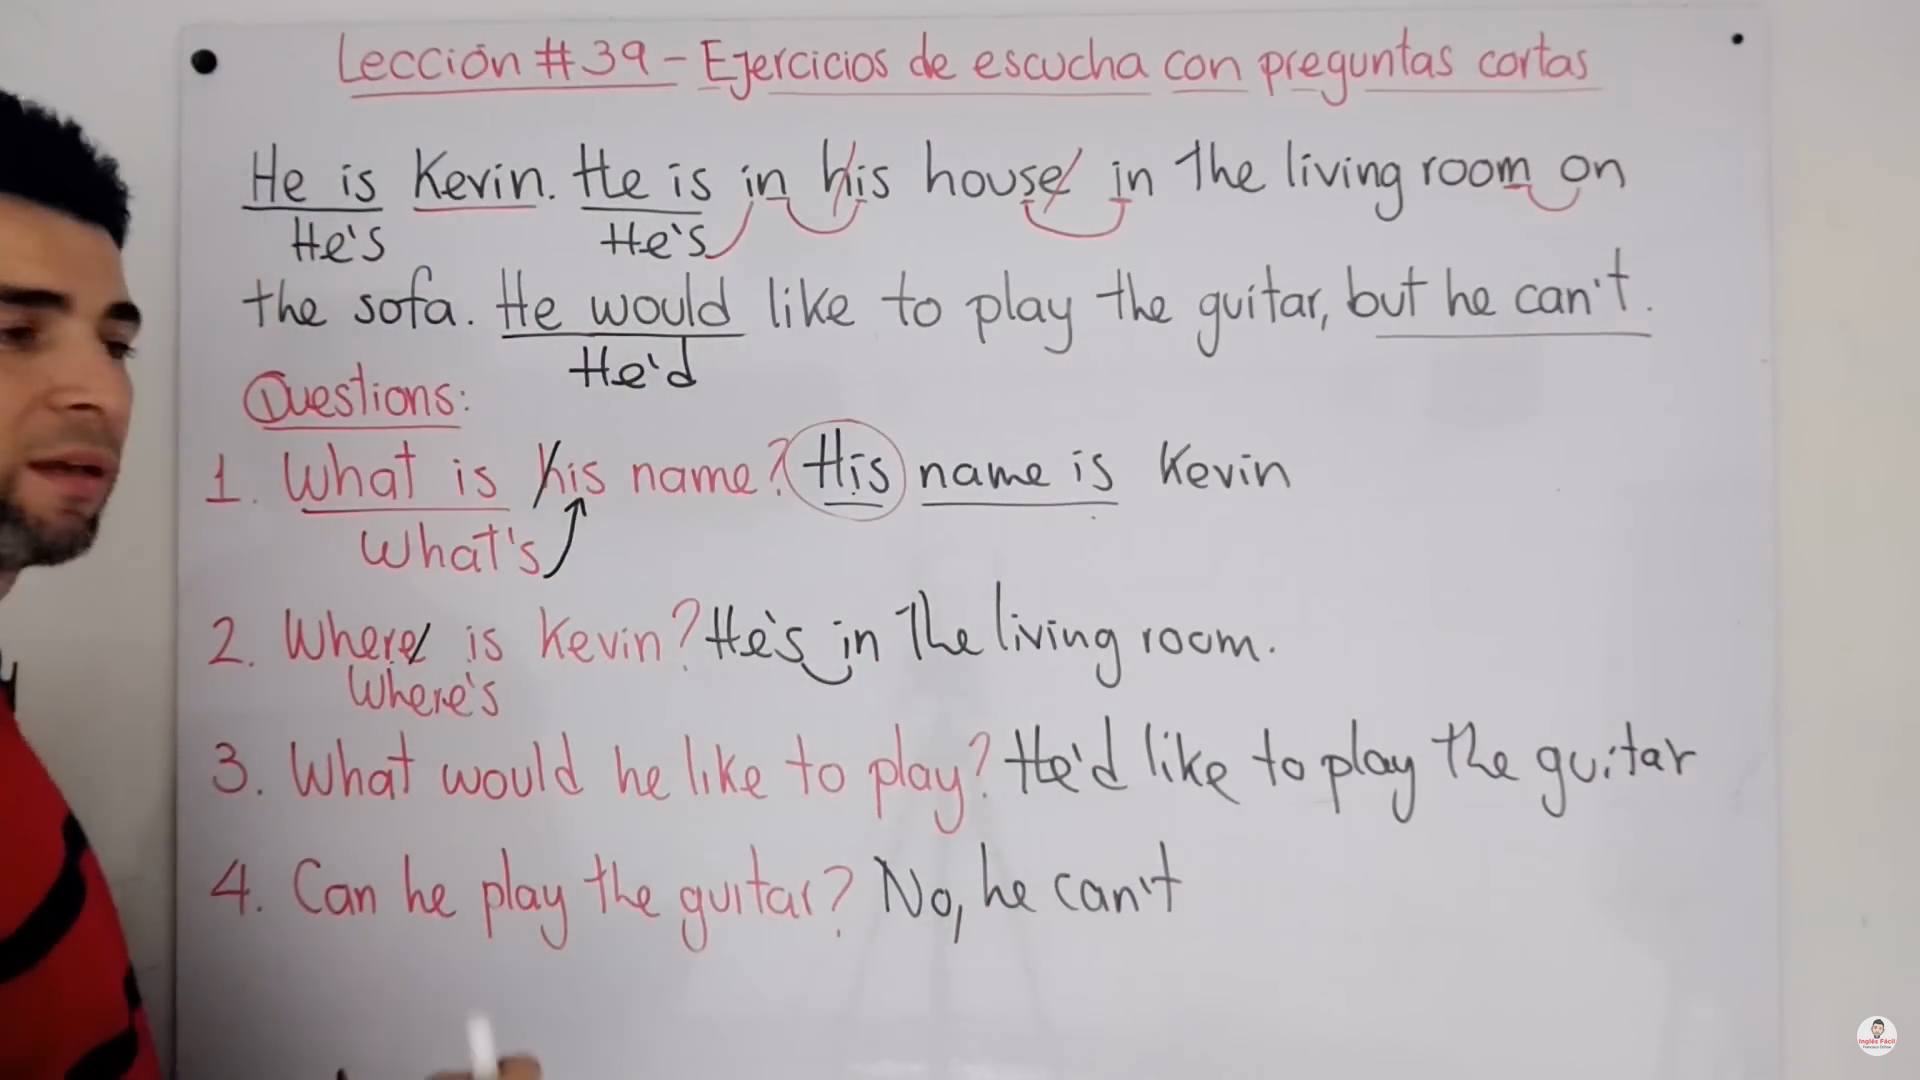 Lección #39 - Ejercicios de escucha con preguntas cortas
He is Kevin. He is in his house in the living room on
He's He's
the sofa. He would like to play the guitar, but he can't.
He'd
Questions:
1. What is his name? His name is Kevin
What's
2. Where is Kevin? He's in the living room.
Where's
3. What would he like to play? He'd like to play the guitar
4. Can he play the guitar? No, he can't
Inglés Fácil